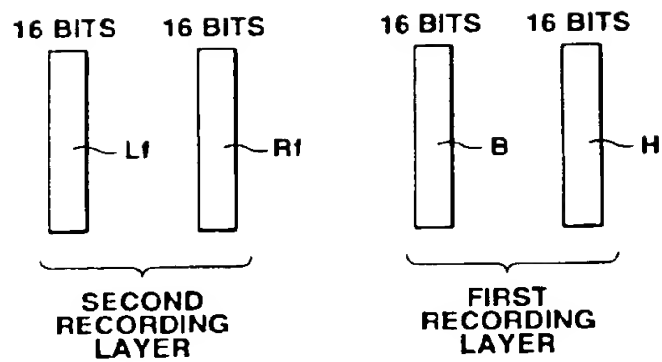 16 BITS 16 BITS 16 BITS 16 BITS
Lf Rf B H
SECOND
RECORDING
LAYER
FIRST
RECORDING
LAYER